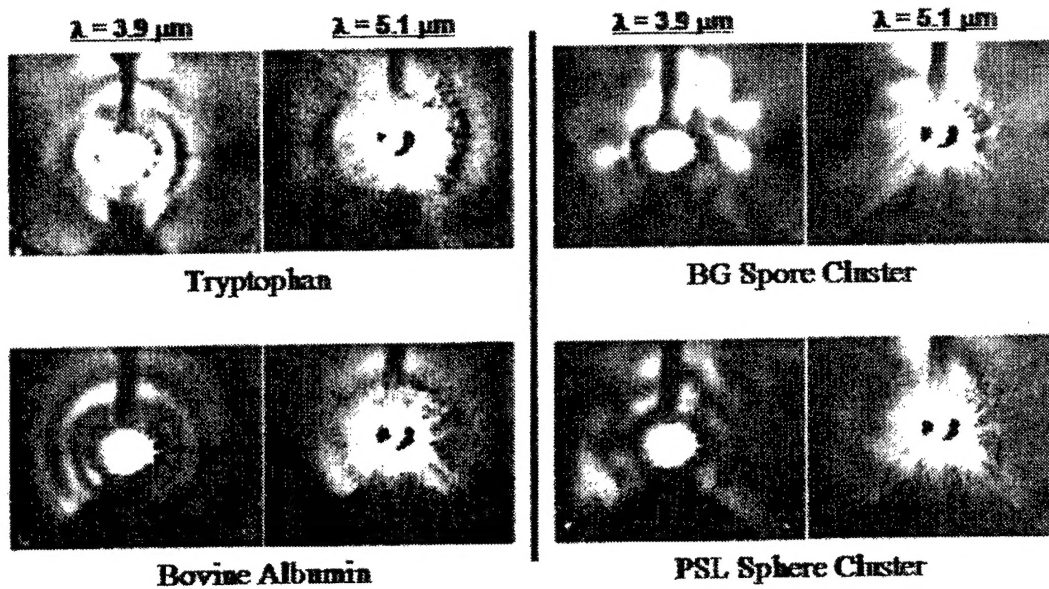 λ = 3.9 μm λ = 5.1 μm λ = 3.9 μm λ = 5.1 μm
Tryptophan BG Spore Cluster
Bovine Albumin PSL Sphere Cluster